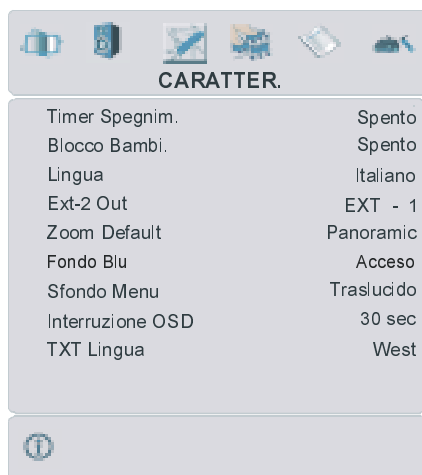 CARATTER.
Timer Spegnim. Spento
Blocco Bambi. Spento
Lingua Italiano
Ext-2 Out EXT - 1
Zoom Default Panoramic
Fondo Blu Acceso
Sfondo Menu Traslucido
Interruzione OSD 30 sec
TXT Lingua West